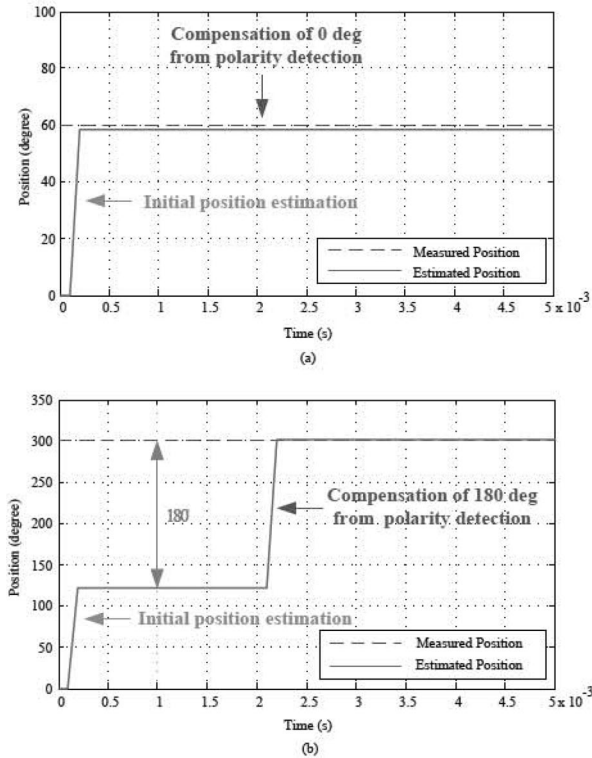 Compensation of 0 deg
from polarity detection
Initial position estimation
Position (degree)
100
80
60
40
20
0
Measured Position
Estimated Position
0 0.5 1 1.5 2 2.5 3 3.5 4 4.5 5 x 10 -3
Time (s)
(a)
Position (degree)
350
300
250
200
150
100
50
0
180
Compensation of 180 deg
from polarity detection
Initial position estimation
Measured Position
Estimated Position
0 0.5 1 1.5 2 2.5 3 3.5 4 4.5 5 x 10 -3
Time (s)
(b)